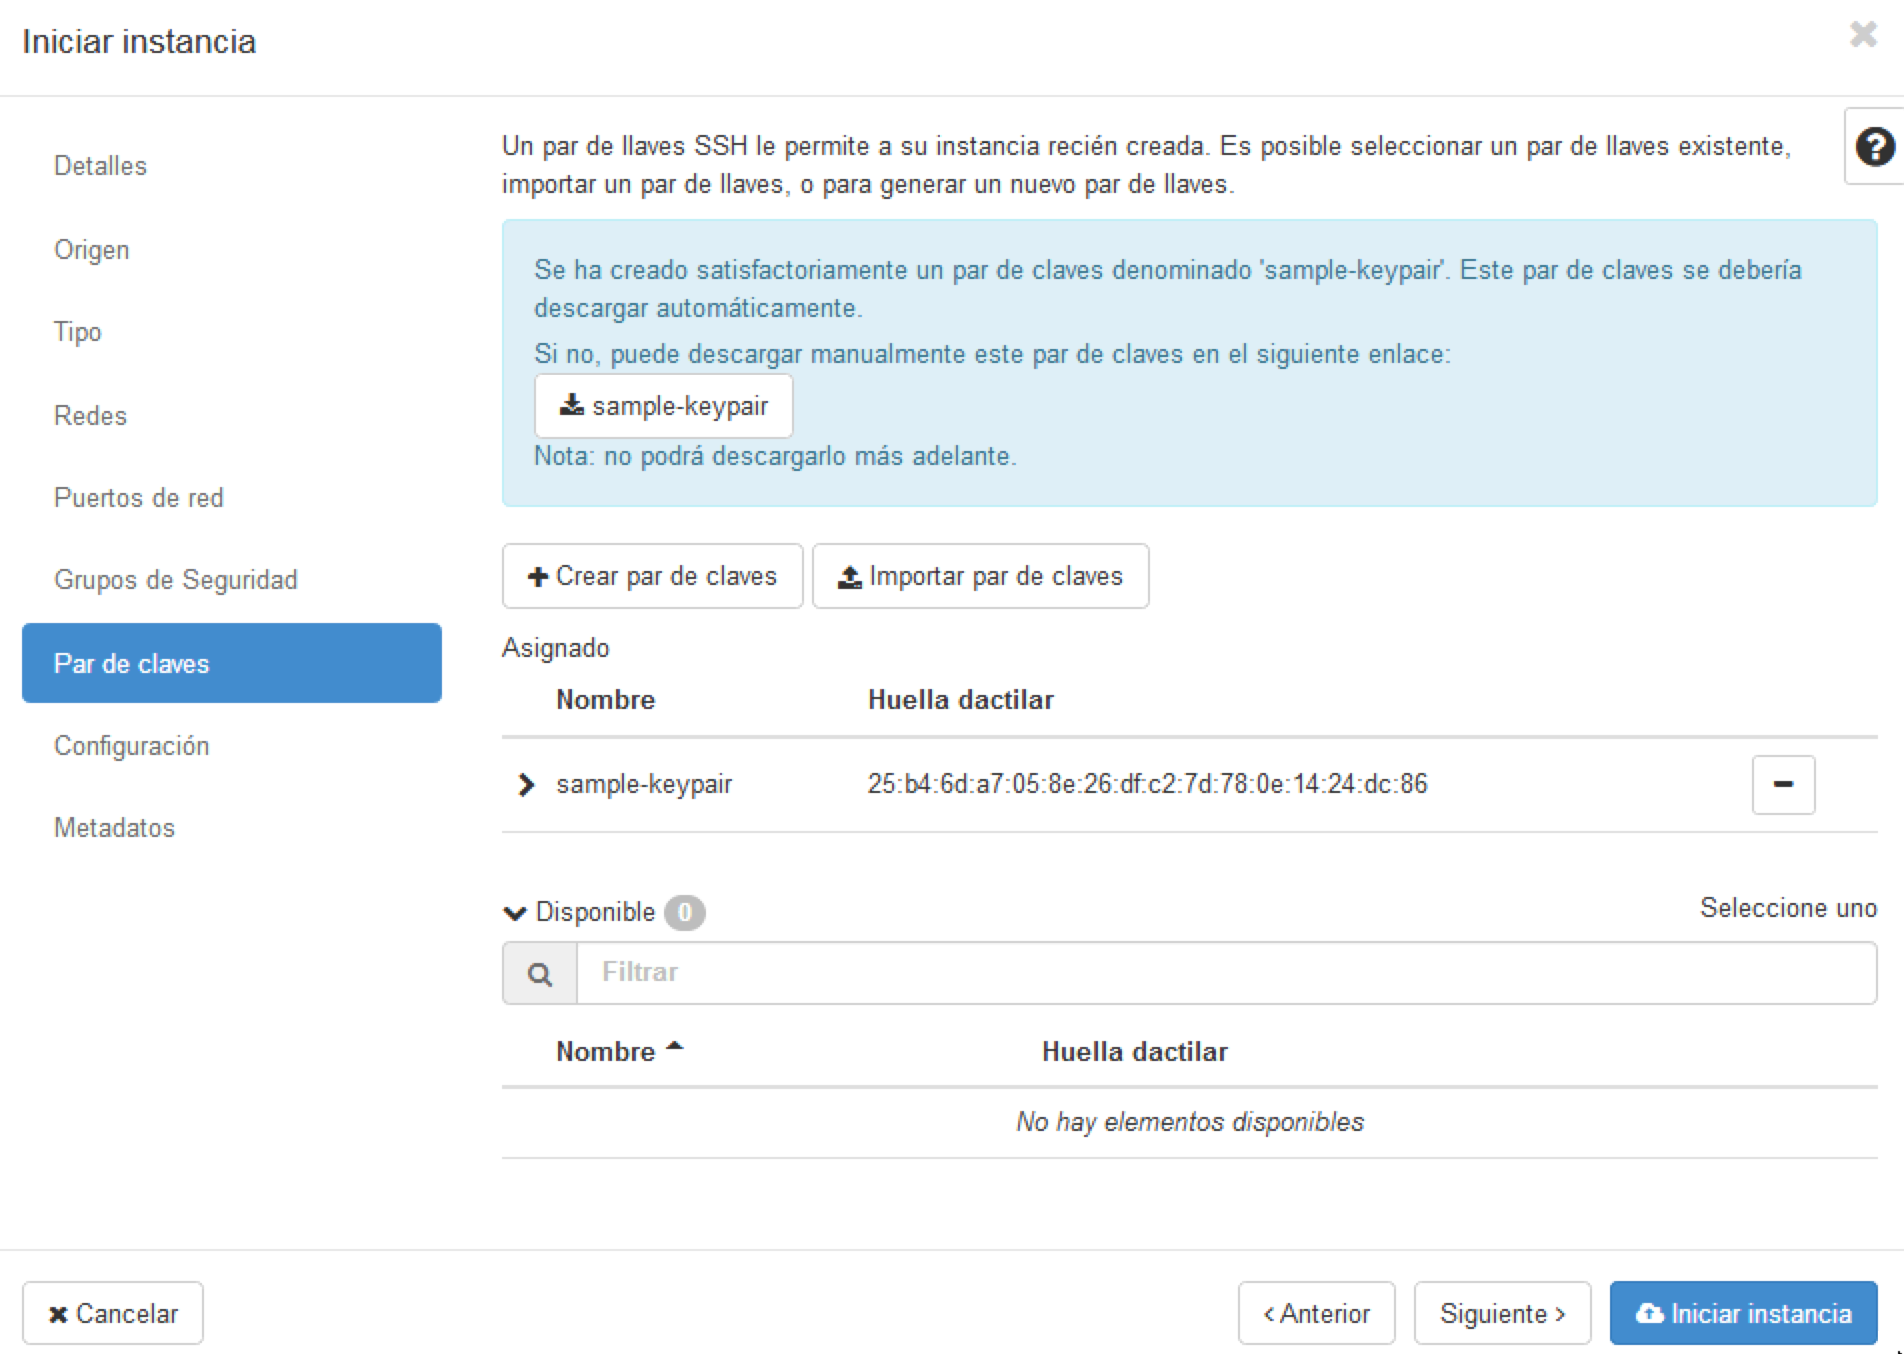 Iniciar instancia
Detalles
Origen
Tipo
Redes
Puertos de red
Grupos de Seguridad
Par de claves
Configuración
Metadatos
Un par de llaves SSH le permite a su instancia recién creada. Es posible seleccionar un par de llaves existente,
importar un par de llaves, o para generar un nuevo par de llaves.
Se ha creado satisfactoriamente un par de claves denominado 'sample-keypair'. Este par de claves se debería
descargar automáticamente.
Si no, puede descargar manualmente este par de claves en el siguiente enlace:
sample-keypair
Nota: no podrá descargarlo más adelante.
Crear par de claves Importar par de claves
Asignado
Nombre Huella dactilar
sample-keypair 25:b4:6d:a7:05:8e:26:df:c2:7d:78:0e:14:24:dc:86
Disponible 0 Seleccione uno
Filtrar
Nombre Huella dactilar
No hay elementos disponibles
Cancelar ‹ Anterior Siguiente › Iniciar instancia